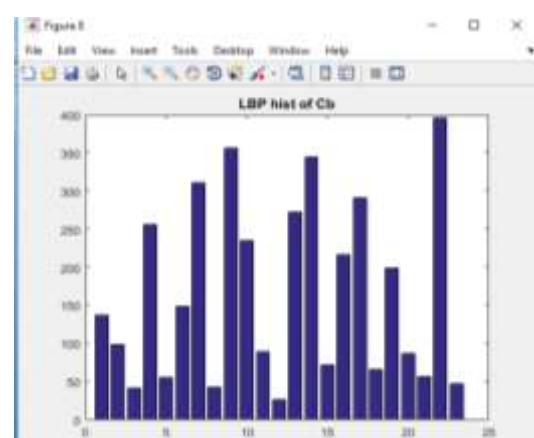 Figure 8
File Edit View Insert Tools Desktop Window Help
LBP hist of Cb
400
350
300
250
200
150
100
50
0
0 5 10 15 20 25